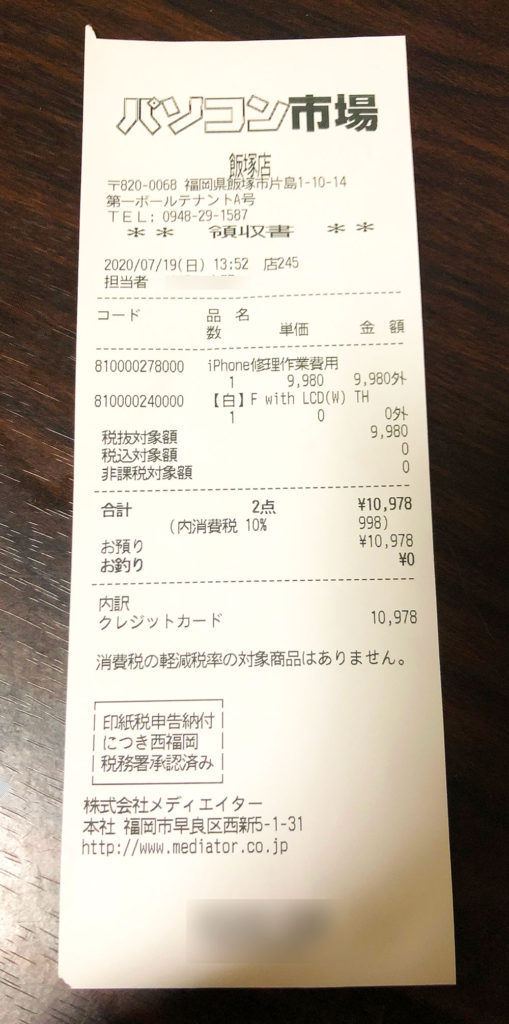 パソコン市場
飯塚店
〒820-0068 福岡県飯塚市片島1-10-14
第一ポールテナントA号
TEL: 0948-29-1587
** 領収書 **
2020/07/19(日) 13:52 店245
担当者
コード 品 名
数 単価 金 額
810000278000 iPhone修理作業費用
1 9,980 9,980外
810000240000 【白】F with LCD(W) TH
1 0 0外
税抜対象額 9,980
税込対象額 0
非課税対象額 0
合計 2点 ¥10,978
(内消費税 10% 998)
お預り ¥10,978
お釣り ¥0
内訳
クレジットカード 10,978
消費税の軽減税率の対象商品はありません。
印紙税申告納付
につき西福岡
税務署承認済み
株式会社メディエイター
本社 福岡市早良区西新5-1-31
http://www.mediator.co.jp